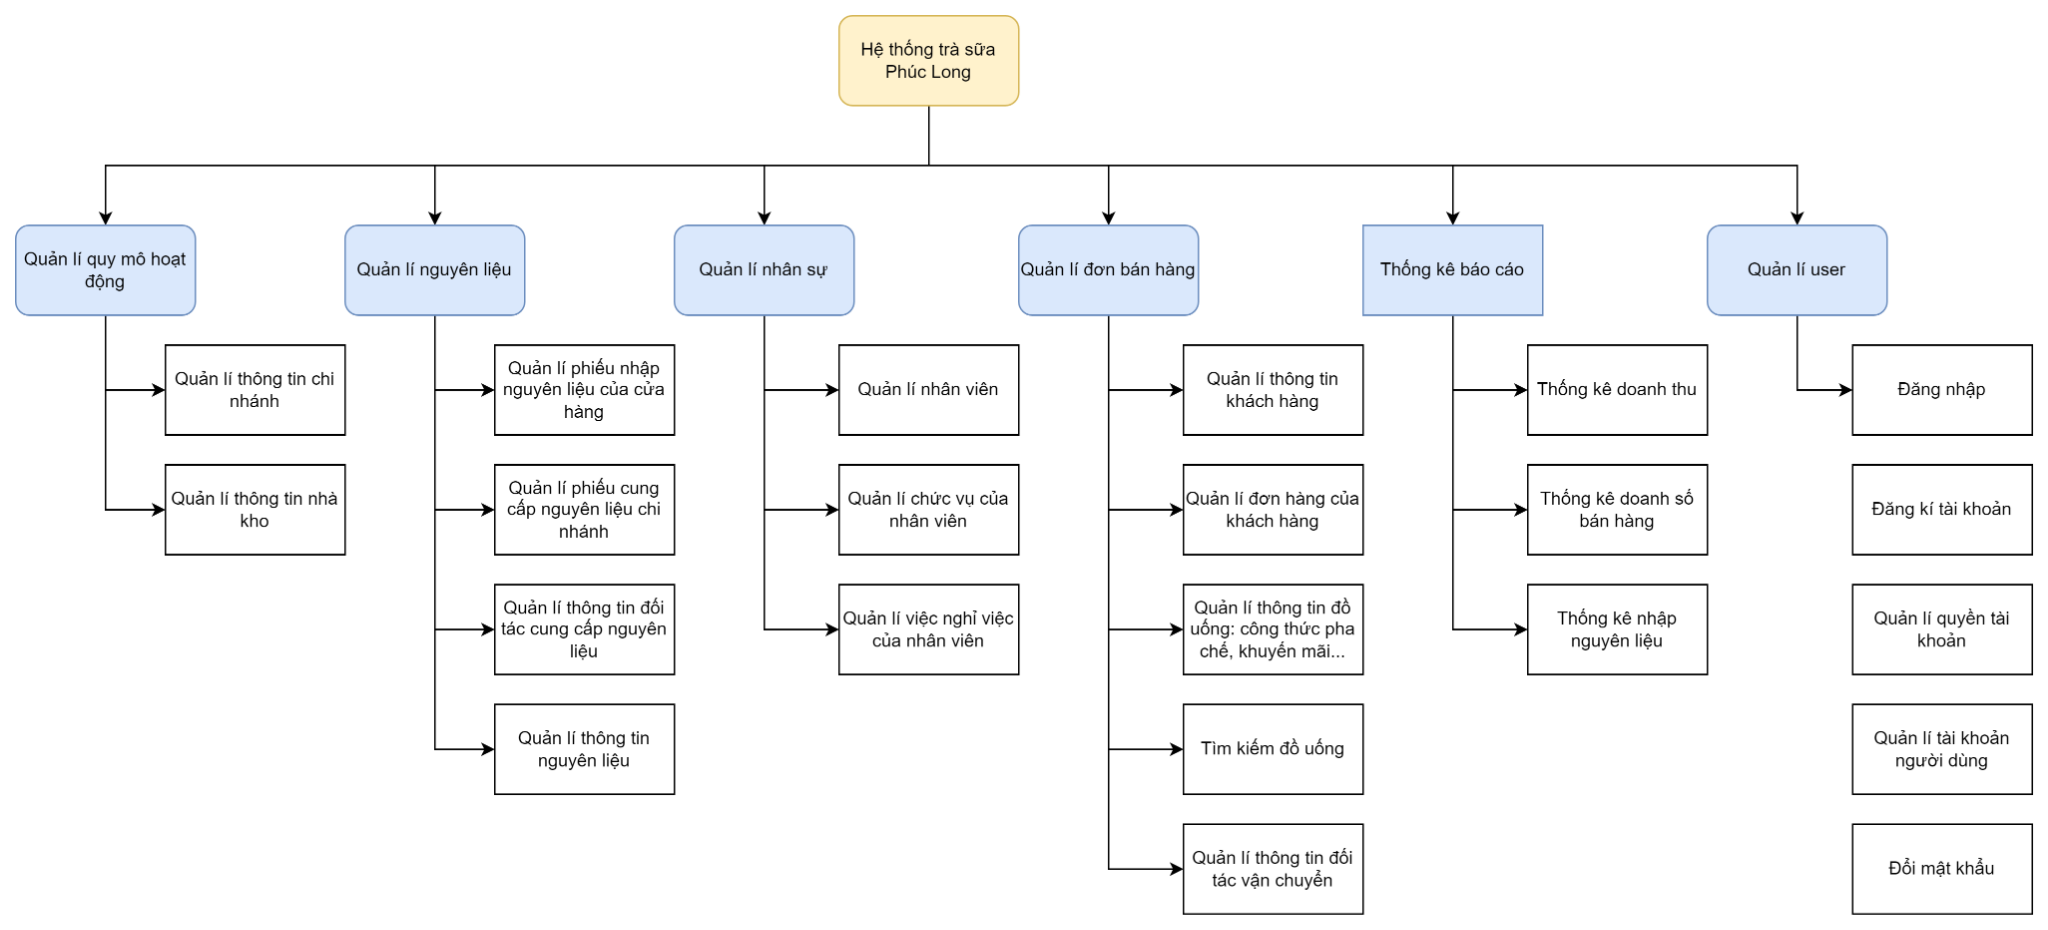 Hệ thống trà sữa
Phúc Long
Quản lí quy mô hoạt
động
Quản lí nguyên liệu
Quản lí nhân sự
Quản lí đơn bán hàng
Thống kê báo cáo
Quản lí user
Quản lí thông tin chi
nhánh
Quản lí thông tin nhà
kho
Quản lí phiếu nhập
nguyên liệu của cửa
hàng
Quản lí phiếu cung
cấp nguyên liệu chi
nhánh
Quản lí thông tin đối
tác cung cấp nguyên
liệu
Quản lí thông tin
nguyên liệu
Quản lí nhân viên
Quản lí chức vụ của
nhân viên
Quản lí việc nghỉ việc
của nhân viên
Quản lí thông tin
khách hàng
Quản lí đơn hàng của
khách hàng
Quản lí thông tin đồ
uống: công thức pha
chế, khuyến mãi...
Tìm kiếm đồ uống
Quản lí thông tin đối
tác vận chuyển
Thống kê doanh thu
Thống kê doanh số
bán hàng
Thống kê nhập
nguyên liệu
Đăng nhập
Đăng kí tài khoản
Quản lí quyền tài
khoản
Quản lí tài khoản
người dùng
Đổi mật khẩu